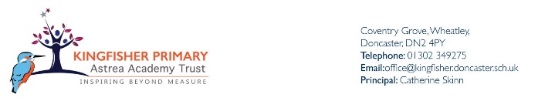 KINGFISHER PRIMARY
Astrea Academy Trust
INSPIRING BEYOND MEASURE
Coventry Grove, Wheatley,
Doncaster, DN2 4PY
Telephone: 01302 349275
Email:office@kingfisher.doncaster.sch.uk
Principal: Catherine Skinn